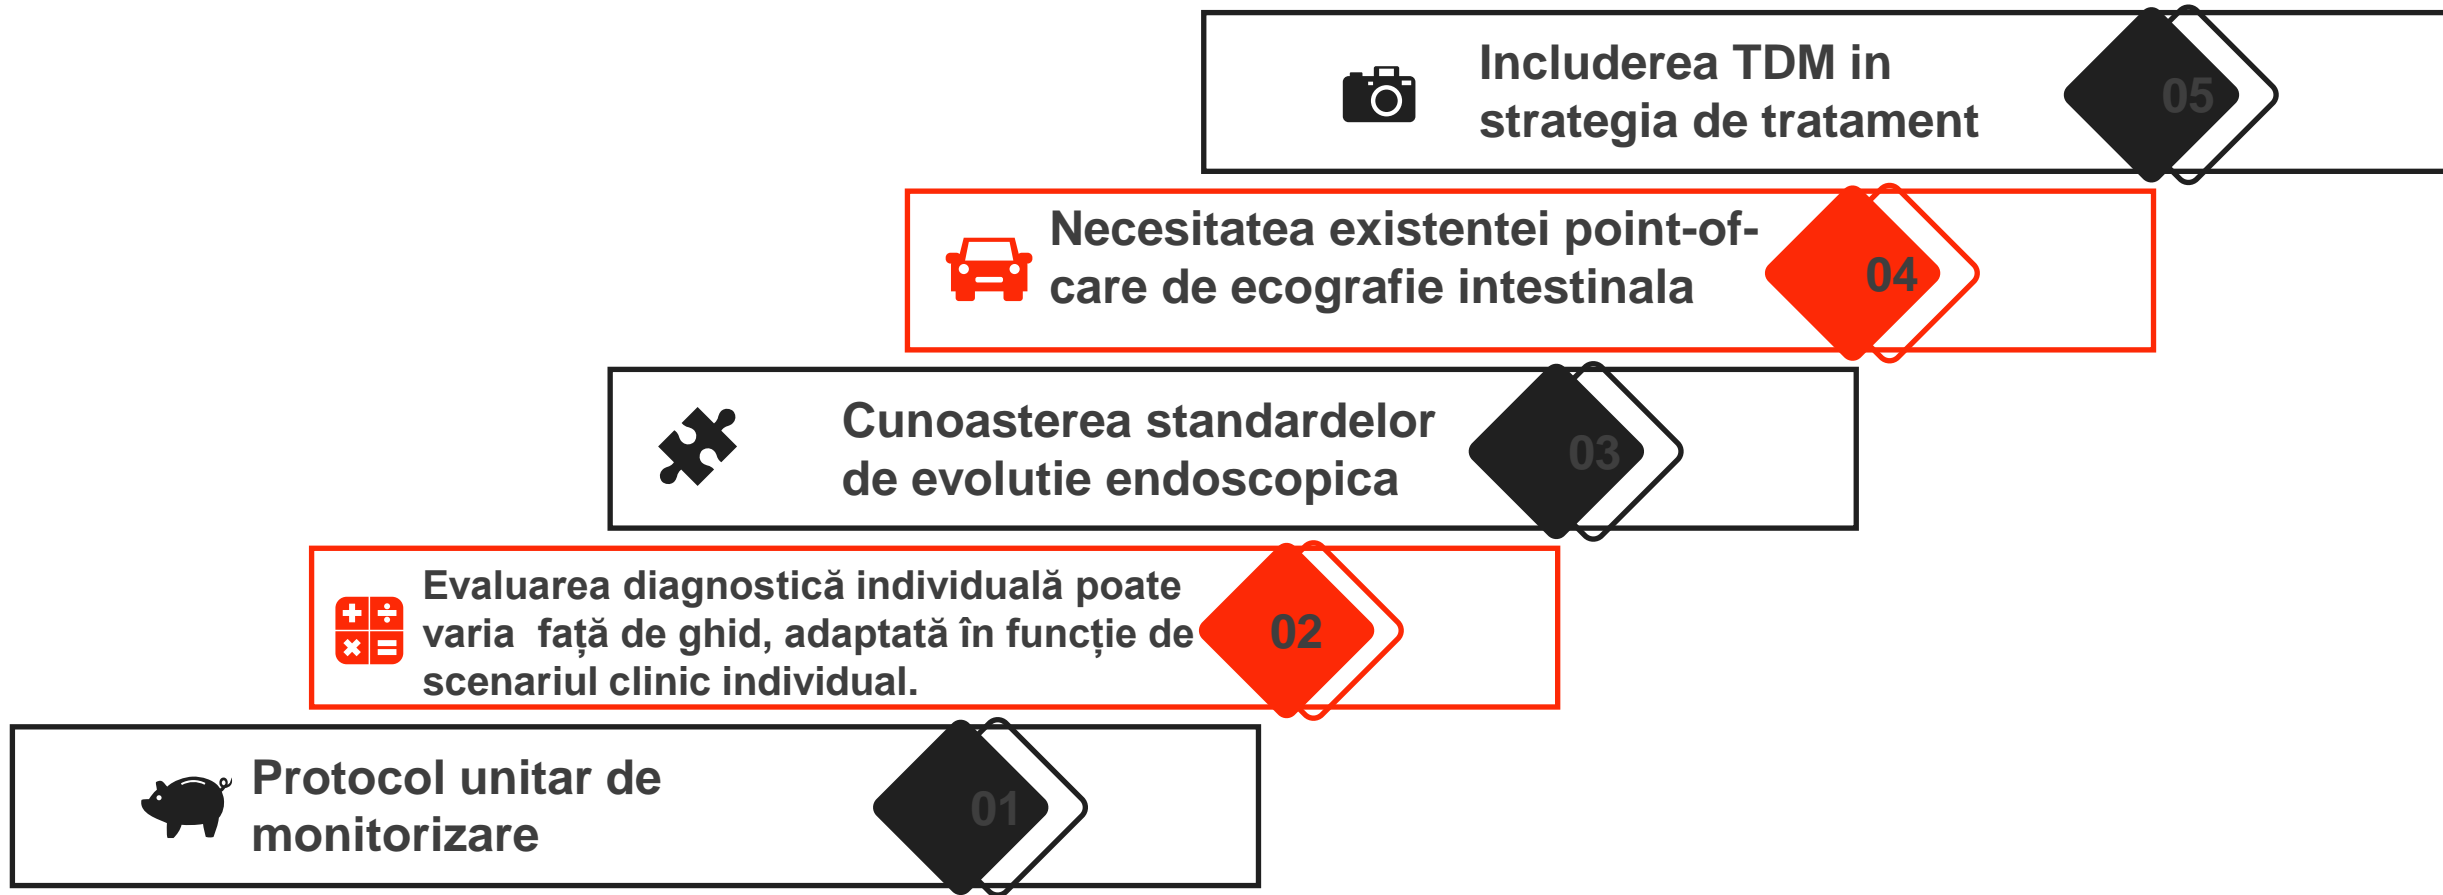 Includerea TDM in
strategia de tratament
05
Necesitatea existentei point-of-
care de ecografie intestinala
04
Cunoasterea standardelor
de evolutie endoscopica
03
Evaluarea diagnostică individuală poate
varia  față de ghid, adaptată în funcție de
scenariul clinic individual.
02
Protocol unitar de
monitorizare
01